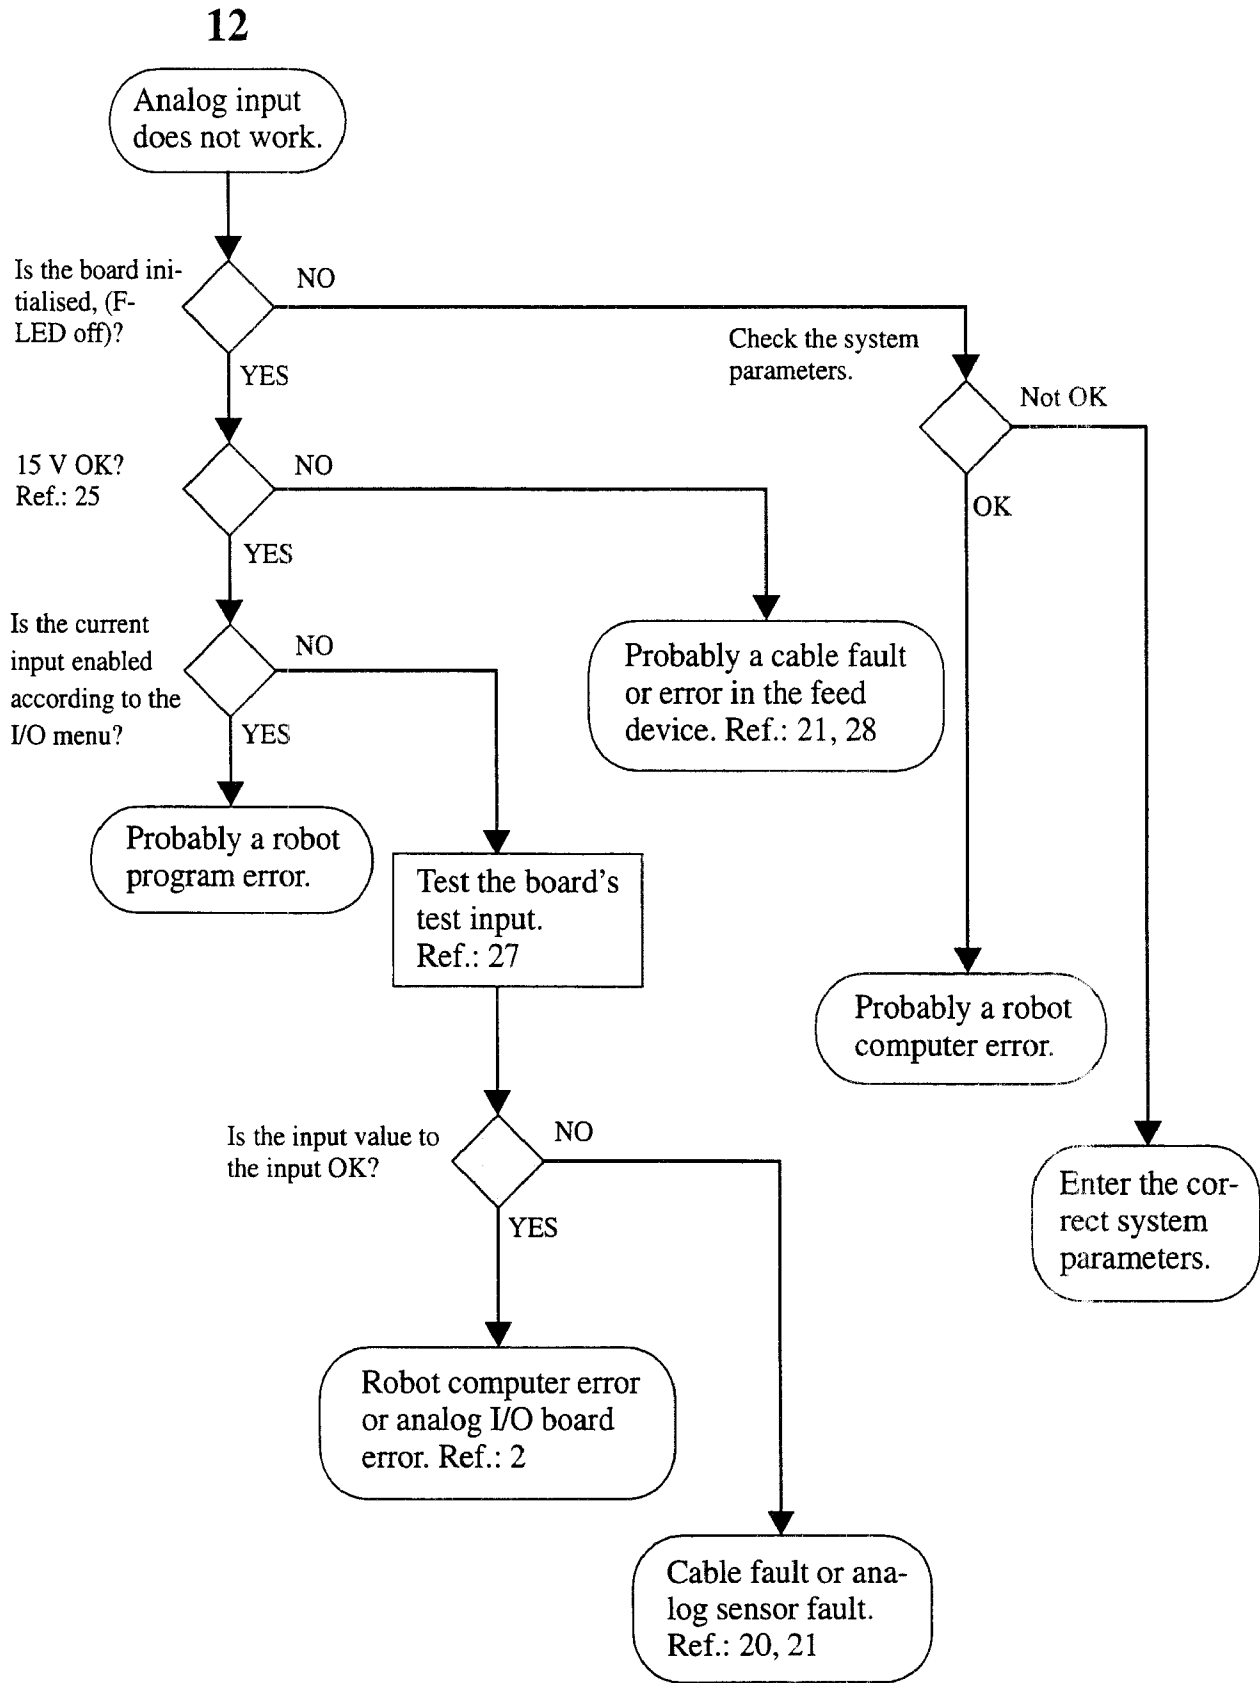 12
Analog input
does not work.
Is the board ini-
tialised, (F-
LED off)?
NO
YES
Check the system
parameters.
Not OK
OK
15 V OK?
Ref.: 25
NO
YES
Is the current
input enabled
according to the
I/O menu?
NO
YES
Probably a cable fault
or error in the feed
device. Ref.: 21, 28
Probably a robot
program error.
Test the board's
test input.
Ref.: 27
Probably a robot
computer error.
Is the input value to
the input OK?
NO
YES
Enter the cor-
rect system
parameters.
Robot computer error
or analog I/O board
error. Ref.: 2
Cable fault or ana-
log sensor fault.
Ref.: 20, 21